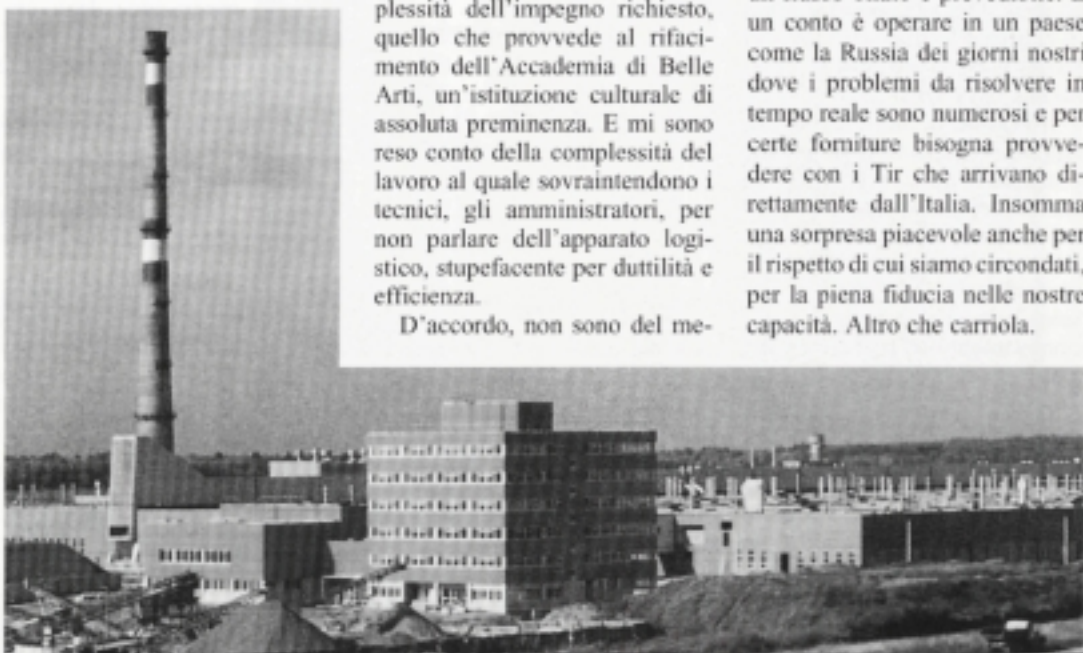 plessità dell'impegno richiesto,
quello che provvede al rifaci-
mento dell'Accademia di Belle
Arti, un'istituzione culturale di
assoluta preminenza. E mi sono
reso conto della complessità del
lavoro al quale sovraintendono i
tecnici, gli amministratori, per
non parlare dell'apparato logi-
stico, stupefacente per duttilità e
efficienza.
D'accordo, non sono del me-
un conto è operare in un paese
come la Russia dei giorni nostri
dove i problemi da risolvere in
tempo reale sono numerosi e per
certe forniture bisogna provve-
dere con i Tir che arrivano di-
rettamente dall'Italia. Insomma
una sorpresa piacevole anche per
il rispetto di cui siamo circondati,
per la piena fiducia nelle nostre
capacità. Altro che carriola.